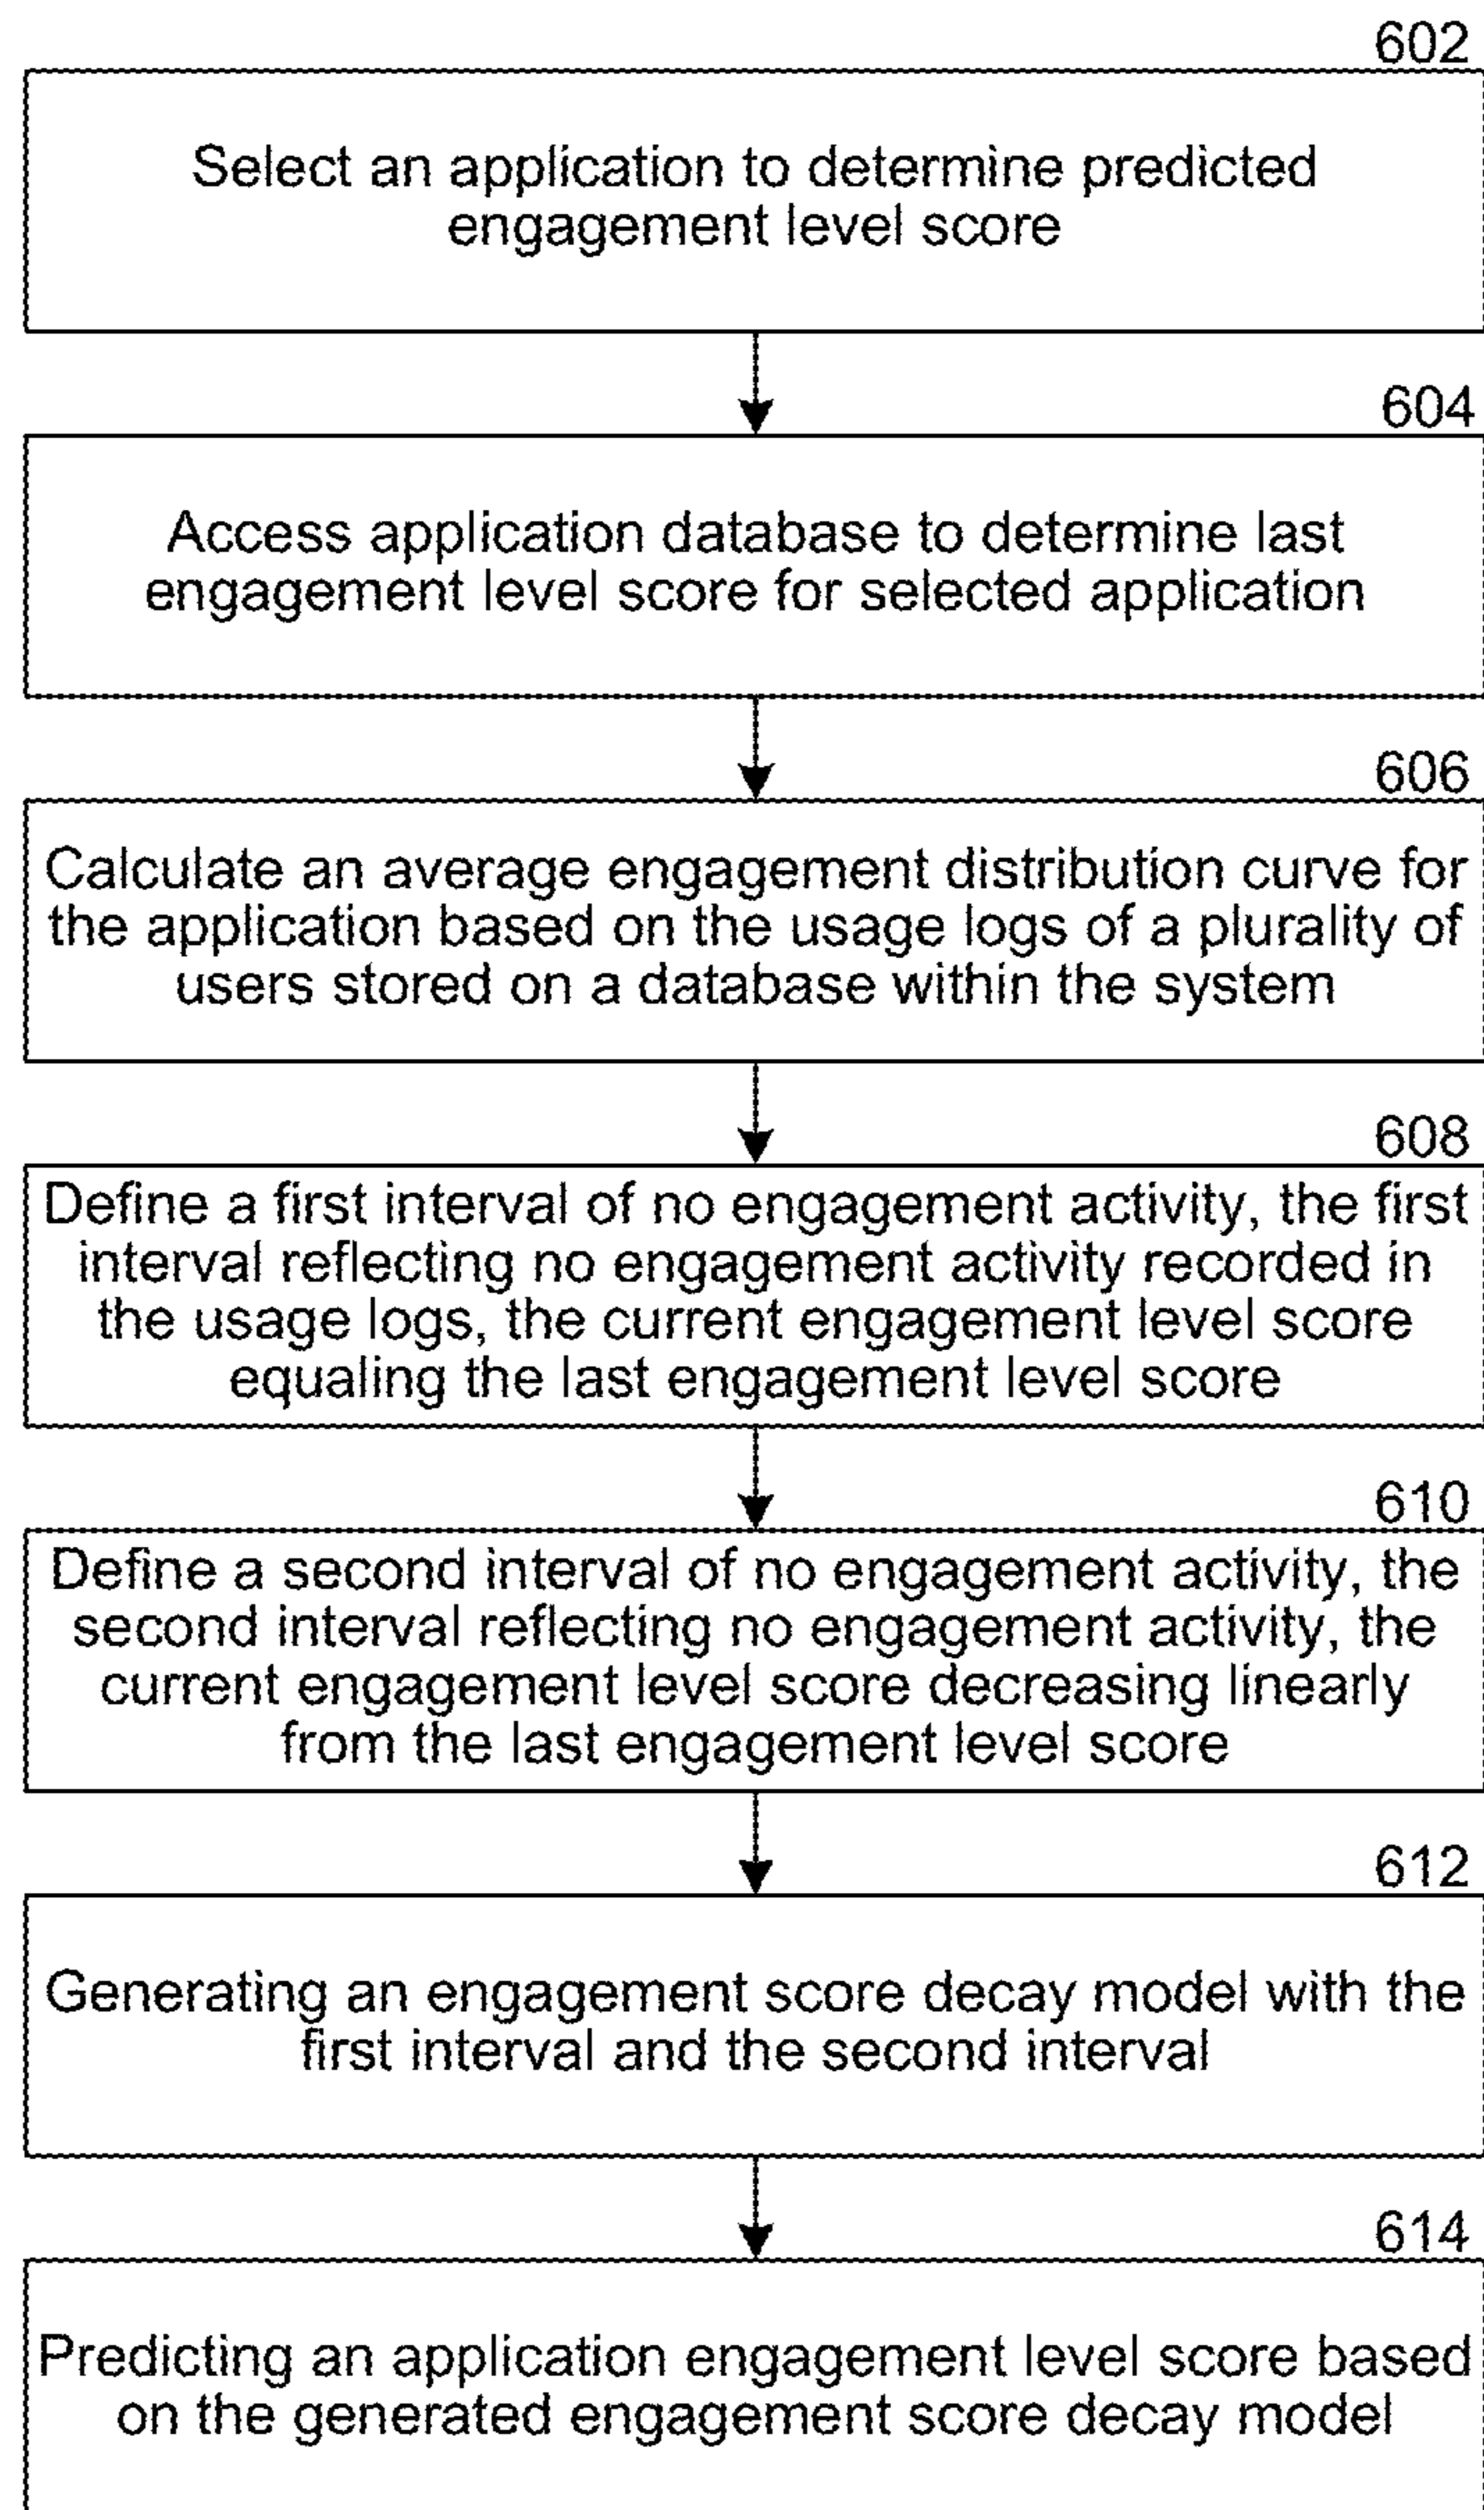 602
Select an application to determine predicted
engagement level score
604
Access application database to determine last
engagement level score for selected application
606
Calculate an average engagement distribution curve for
the application based on the usage logs of a plurality of
users stored on a database within the system
608
Define a first interval of no engagement activity, the first
interval reflecting no engagement activity recorded in
the usage logs, the current engagement level score
equaling the last engagement level score
610
Define a second interval of no engagement activity, the
second interval reflecting no engagement activity, the
current engagement level score decreasing linearly
from the last engagement level score
612
Generating an engagement score decay model with the
first interval and the second interval
614
Predicting an application engagement level score based
on the generated engagement score decay model